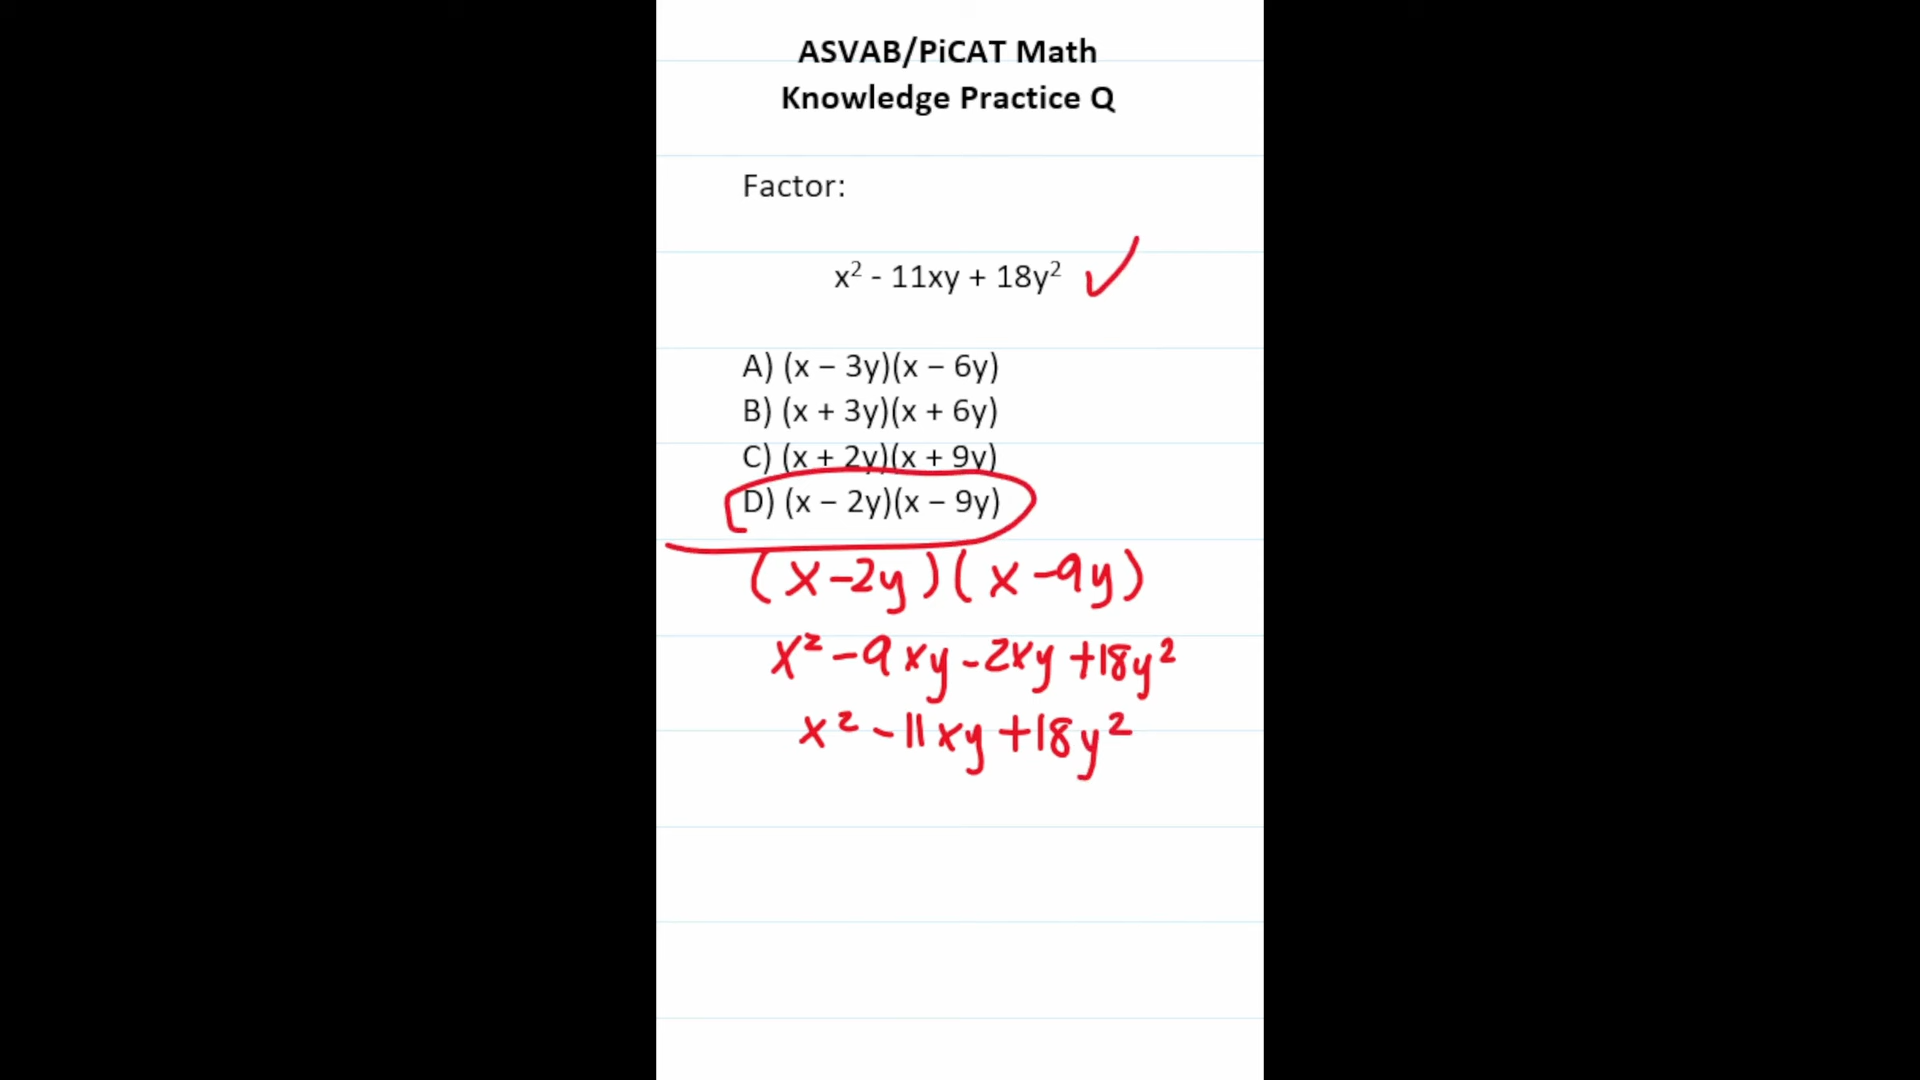 ASVAB/PiCAT Math
Knowledge Practice Q
Factor:
x² - 11xy + 18y²
A) (x – 3y)(x – 6y)
B) (x + 3y)(x + 6y)
C) (x + 2y)(x + 9y)
D) (x – 2y)(x – 9y)
(x-2y)(x-9y)
x²-9xy-2xy+18y²
x²-11xy+18y²